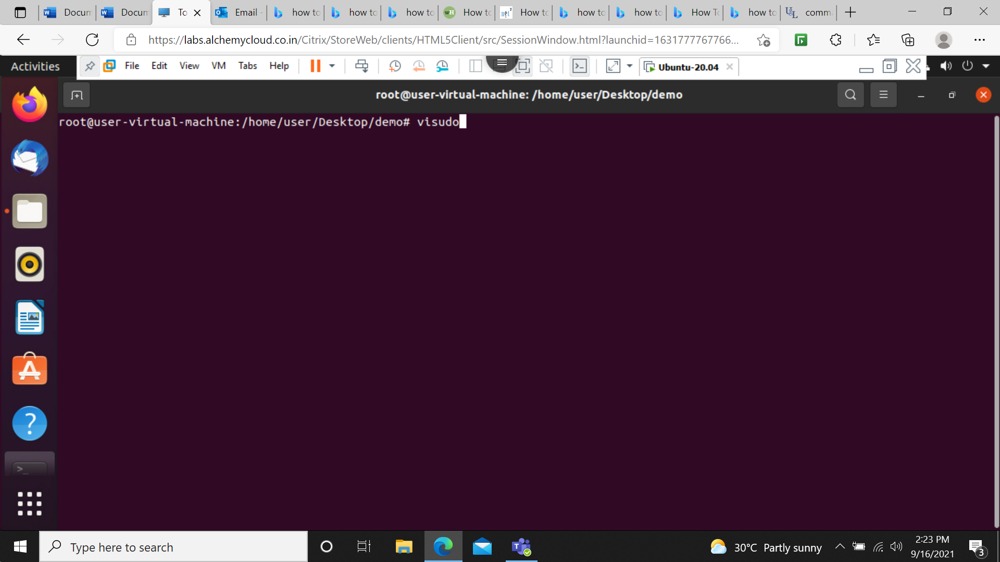 Docum
Docum
To
Email -
how to
how to
how to
How to
How to
how to
how to
How To
how to
comm
https://labs.alchemycloud.co.in/Citrix/StoreWeb/clients/HTML5Client/src/SessionWindow.html?launchid=1631777767766...
Activities
File Edit View VM Tabs Help
Ubuntu-20.04
root@user-virtual-machine: /home/user/Desktop/demo
root@user-virtual-machine:/home/user/Desktop/demo# visudo
Type here to search
30°C Partly sunny
2:23 PM
9/16/2021
3